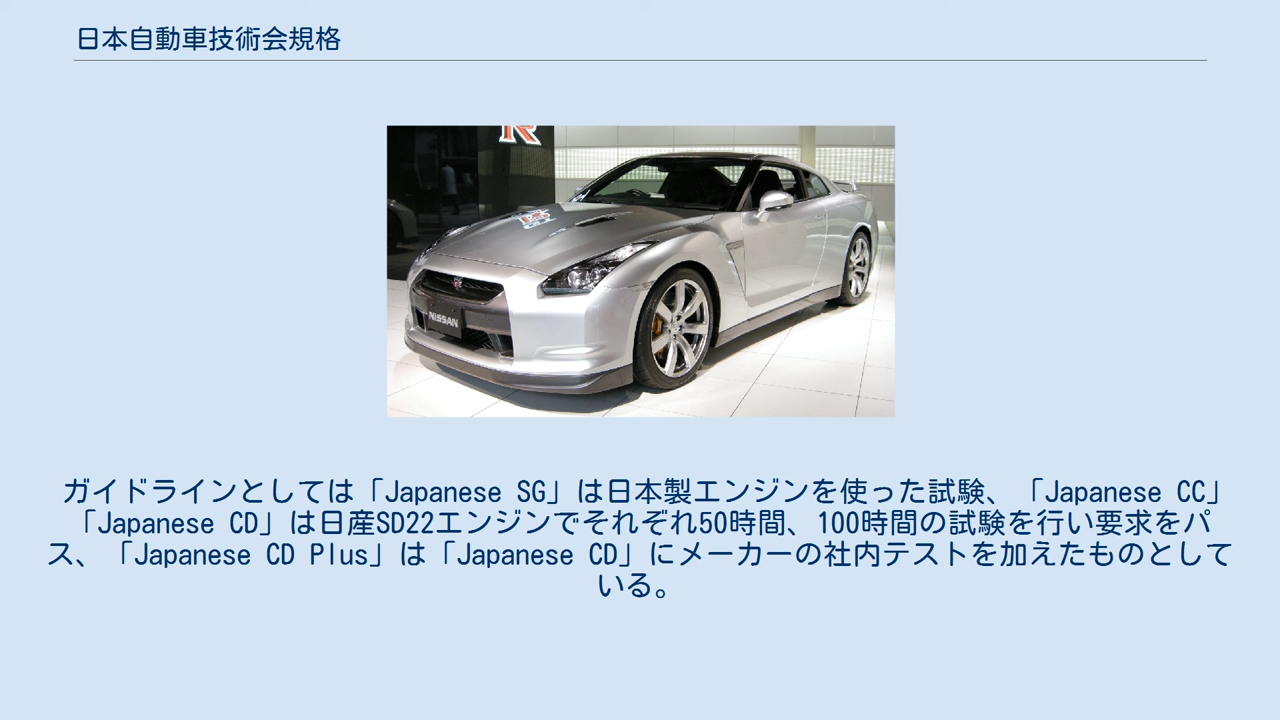 日本自動車技術会規格
R
NISSAN
ガイドラインとしては「Japanese SG」は日本製エンジンを使った試験、「Japanese CC」
「Japanese CD」は日産SD22エンジンでそれぞれ50時間、100時間の試験を行い要求をパ
ス、「Japanese CD Plus」は「Japanese CD」にメーカーの社内テストを加えたものとして
いる。